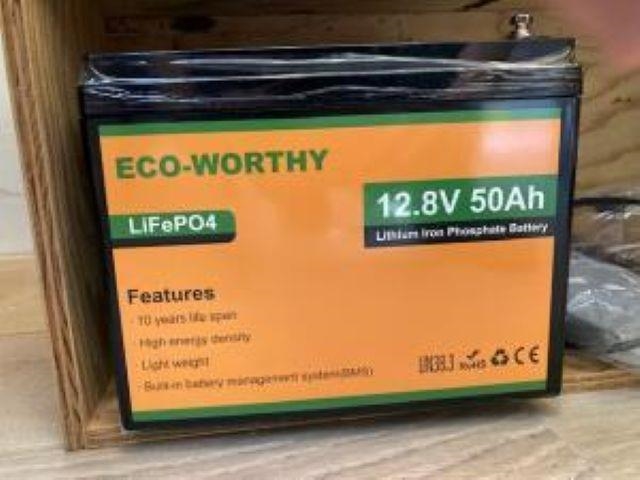 ECO-WORTHY
12.8V 50Ah
LiFePO4
Lithium Iron Phosphate Battery
Features
· 10 years life span
· High energy density
· Light weight
· Built-in battery management system(BMS)
UN38.3 RoHS CE